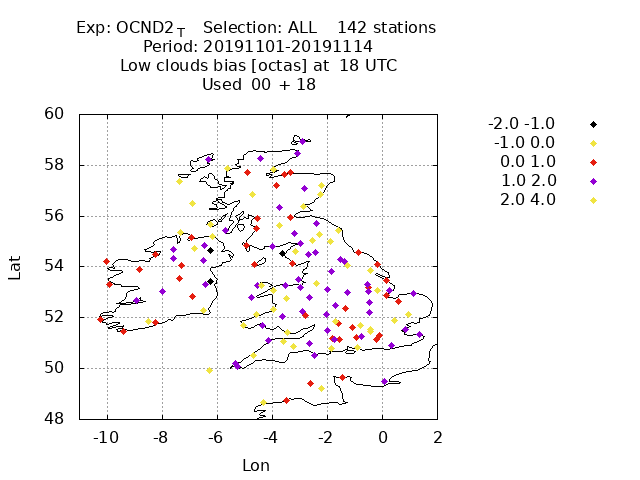 Exp: OCND2_T Selection: ALL 142 stations
Period: 20191101-20191114
Low clouds bias [octas] at 18 UTC
Used 00 + 18
-2.0 -1.0
-1.0 0.0
0.0 1.0
1.0 2.0
2.0 4.0
60
58
56
54
52
50
48
Lat
-10 -8 -6 -4 -2 0 2
Lon